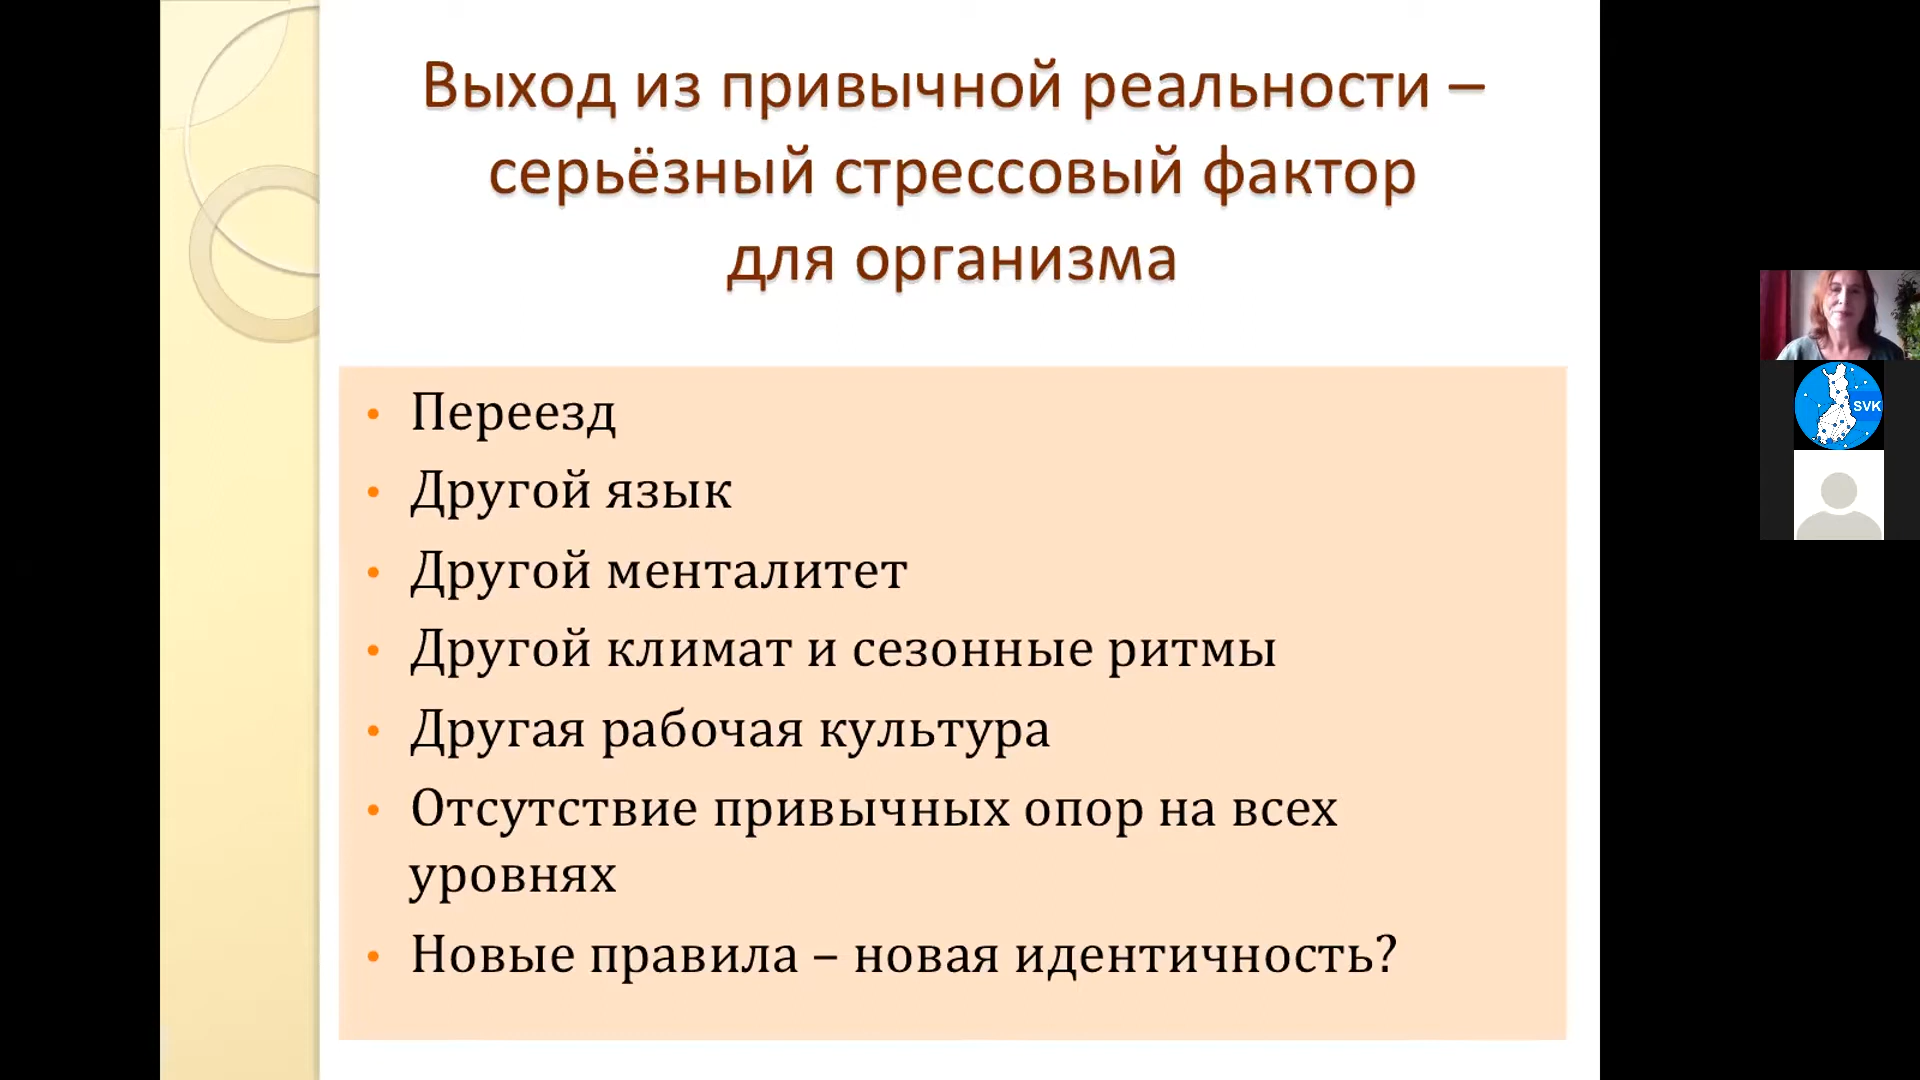 Выход из привычной реальности –
серьёзный стрессовый фактор
для организма
• Переезд
• Другой язык
• Другой менталитет
• Другой климат и сезонные ритмы
• Другая рабочая культура
• Отсутствие привычных опор на всех
уровнях
• Новые правила – новая идентичность?
SVK